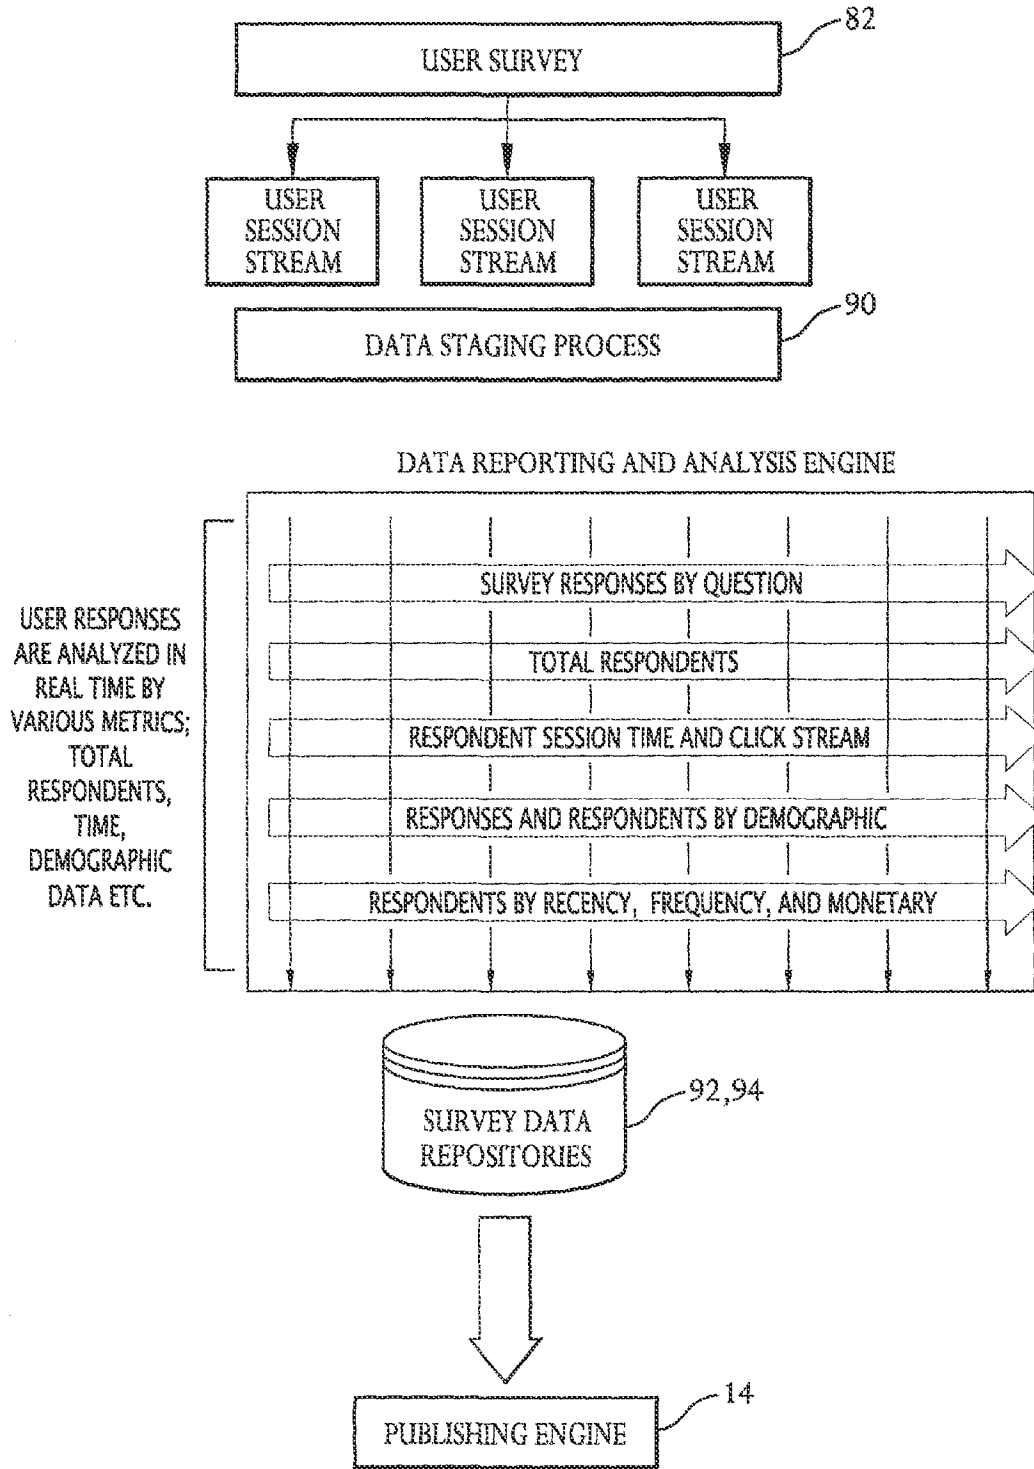 82
USER SURVEY
USER
SESSION
STREAM
USER
SESSION
STREAM
USER
SESSION
STREAM
90
DATA STAGING PROCESS
DATA REPORTING AND ANALYSIS ENGINE
USER RESPONSES
ARE ANALYZED IN
REAL TIME BY
VARIOUS METRICS;
TOTAL
RESPONDENTS,
TIME,
DEMOGRAPHIC
DATA ETC.
SURVEY RESPONSES BY QUESTION
TOTAL RESPONDENTS
RESPONDENT SESSION TIME AND CLICK STREAM
RESPONSES AND RESPONDENTS BY DEMOGRAPHIC
RESPONDENTS BY RECENCY, FREQUENCY, AND MONETARY
92,94
SURVEY DATA
REPOSITORIES
14
PUBLISHING ENGINE